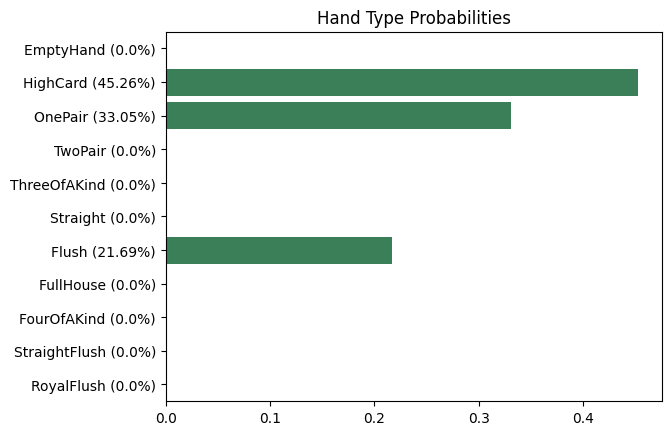 Hand Type Probabilities
EmptyHand (0.0%)
HighCard (45.26%)
OnePair (33.05%)
TwoPair (0.0%)
ThreeOfAKind (0.0%)
Straight (0.0%)
Flush (21.69%)
FullHouse (0.0%)
FourOfAKind (0.0%)
StraightFlush (0.0%)
RoyalFlush (0.0%)
0.0 0.1 0.2 0.3 0.4